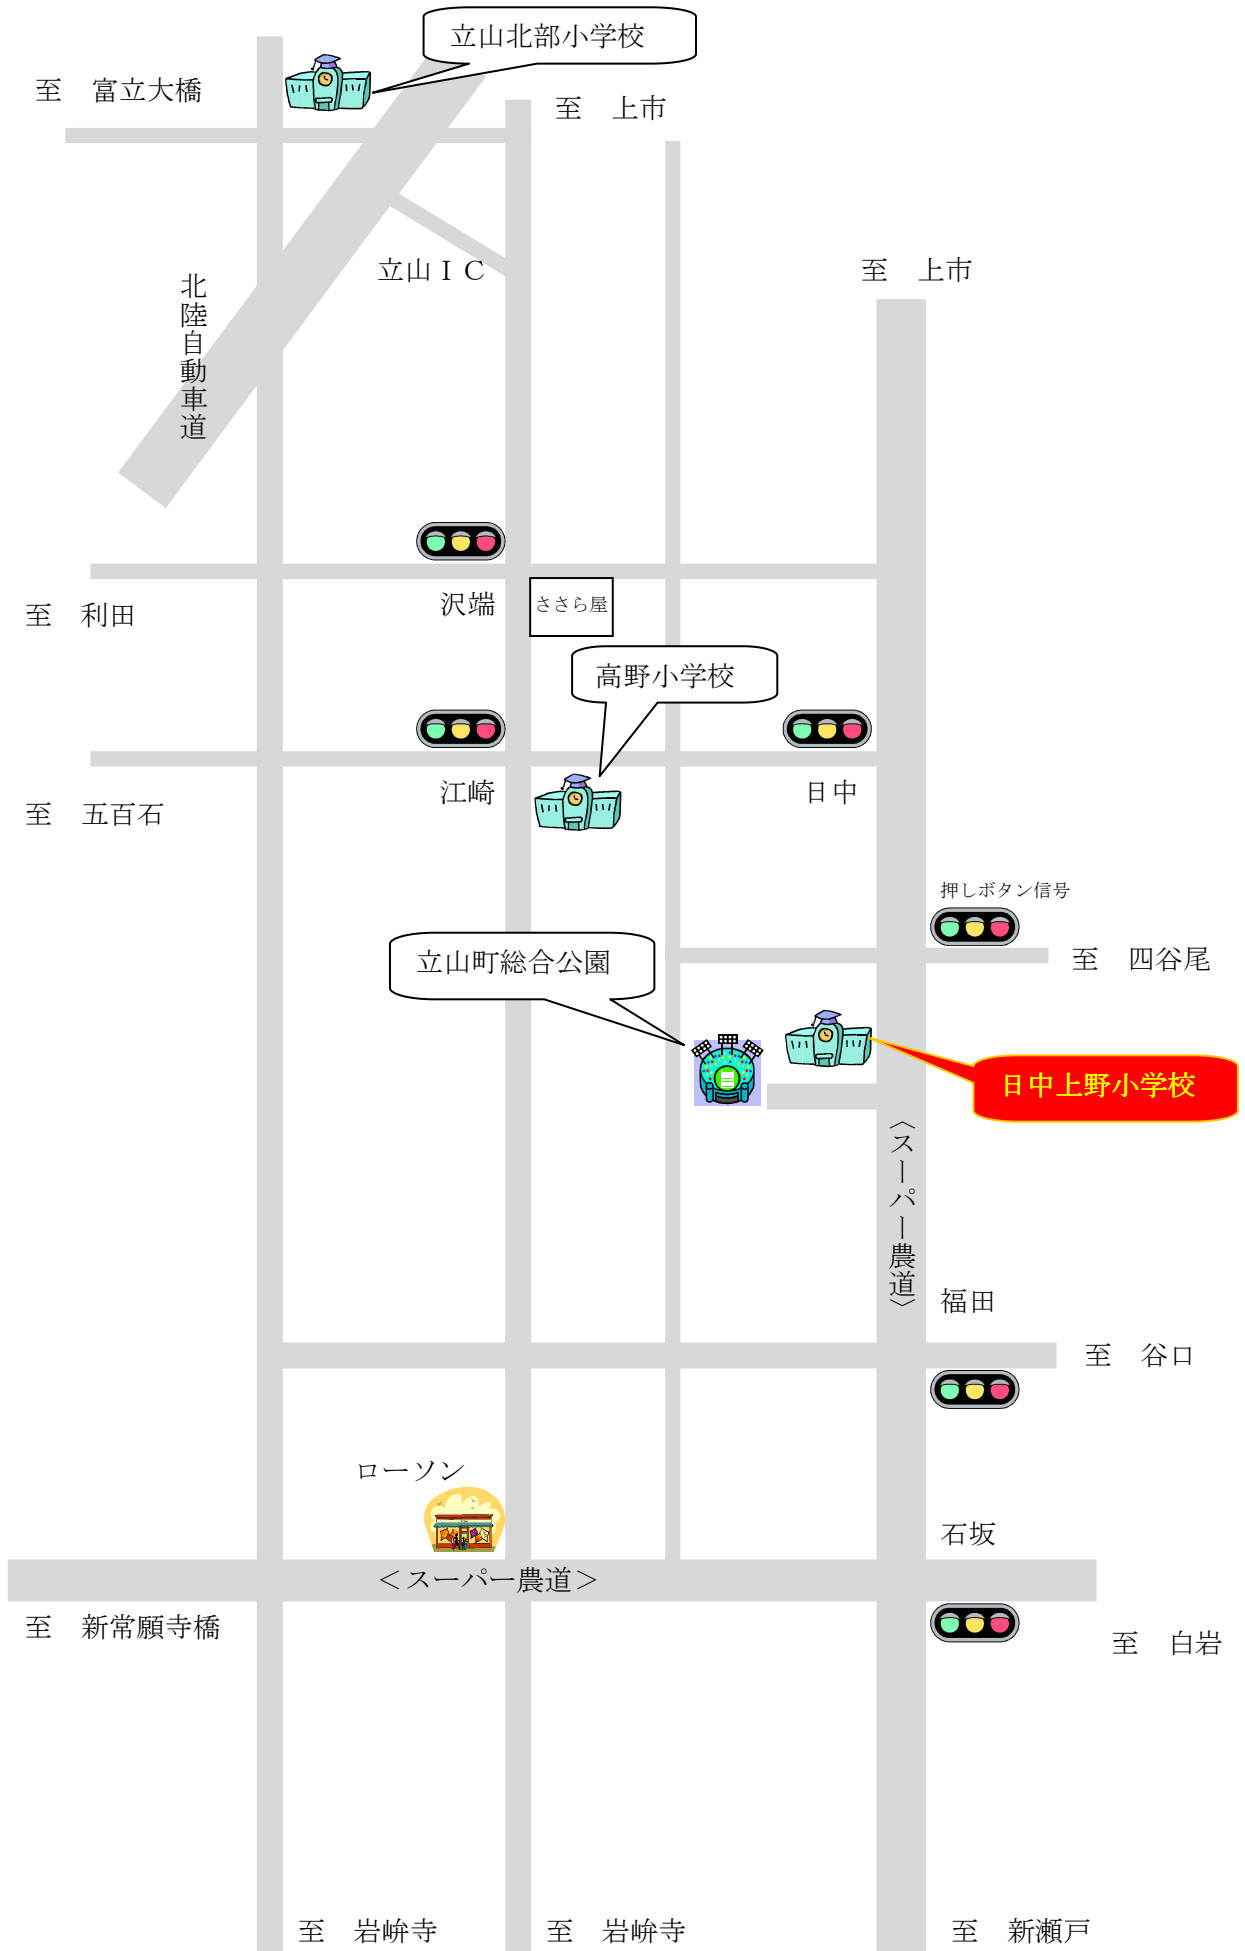 立山北部小学校
至　富立大橋
至　上市
立山ＩＣ
至　上市
北陸自動車道
沢端
ささら屋
至　利田
高野小学校
江崎
日中
至　五百石
押しボタン信号
立山町総合公園
至　四谷尾
日中上野小学校
〈スーパー農道〉
福田
至　谷口
ローソン
石坂
＜スーパー農道＞
至　新常願寺橋
至　白岩
至　岩峅寺
至　岩峅寺
至　新瀬戸